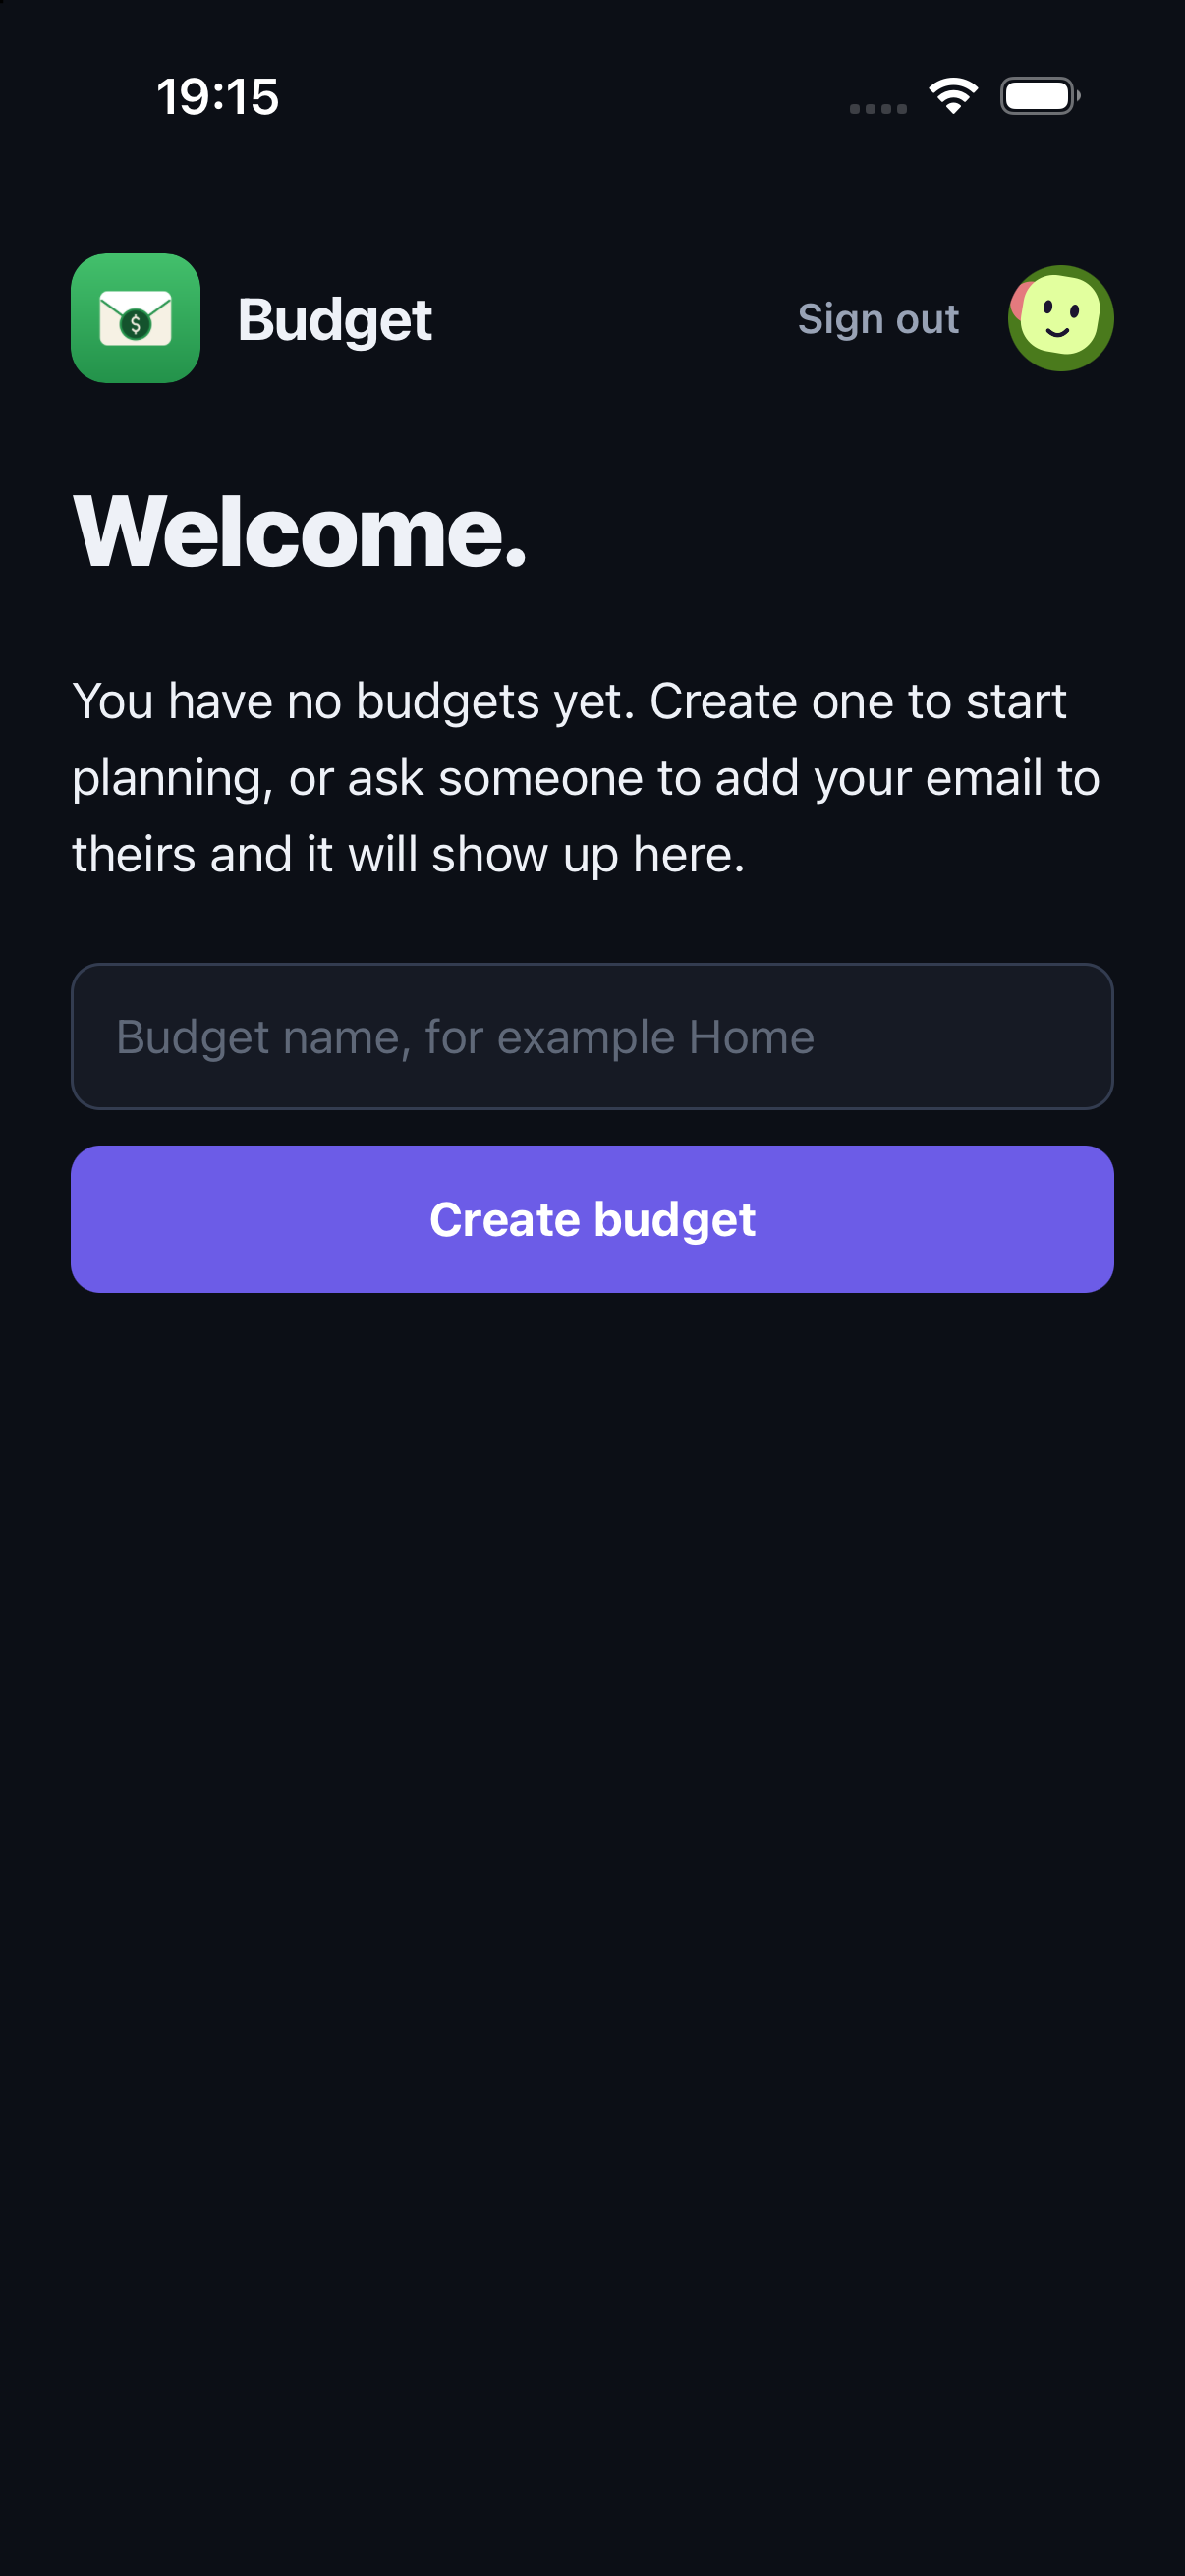 19:15
$
Budget
Sign out
Welcome.
You have no budgets yet. Create one to start
planning, or ask someone to add your email to
theirs and it will show up here.
Budget name, for example Home
Create budget